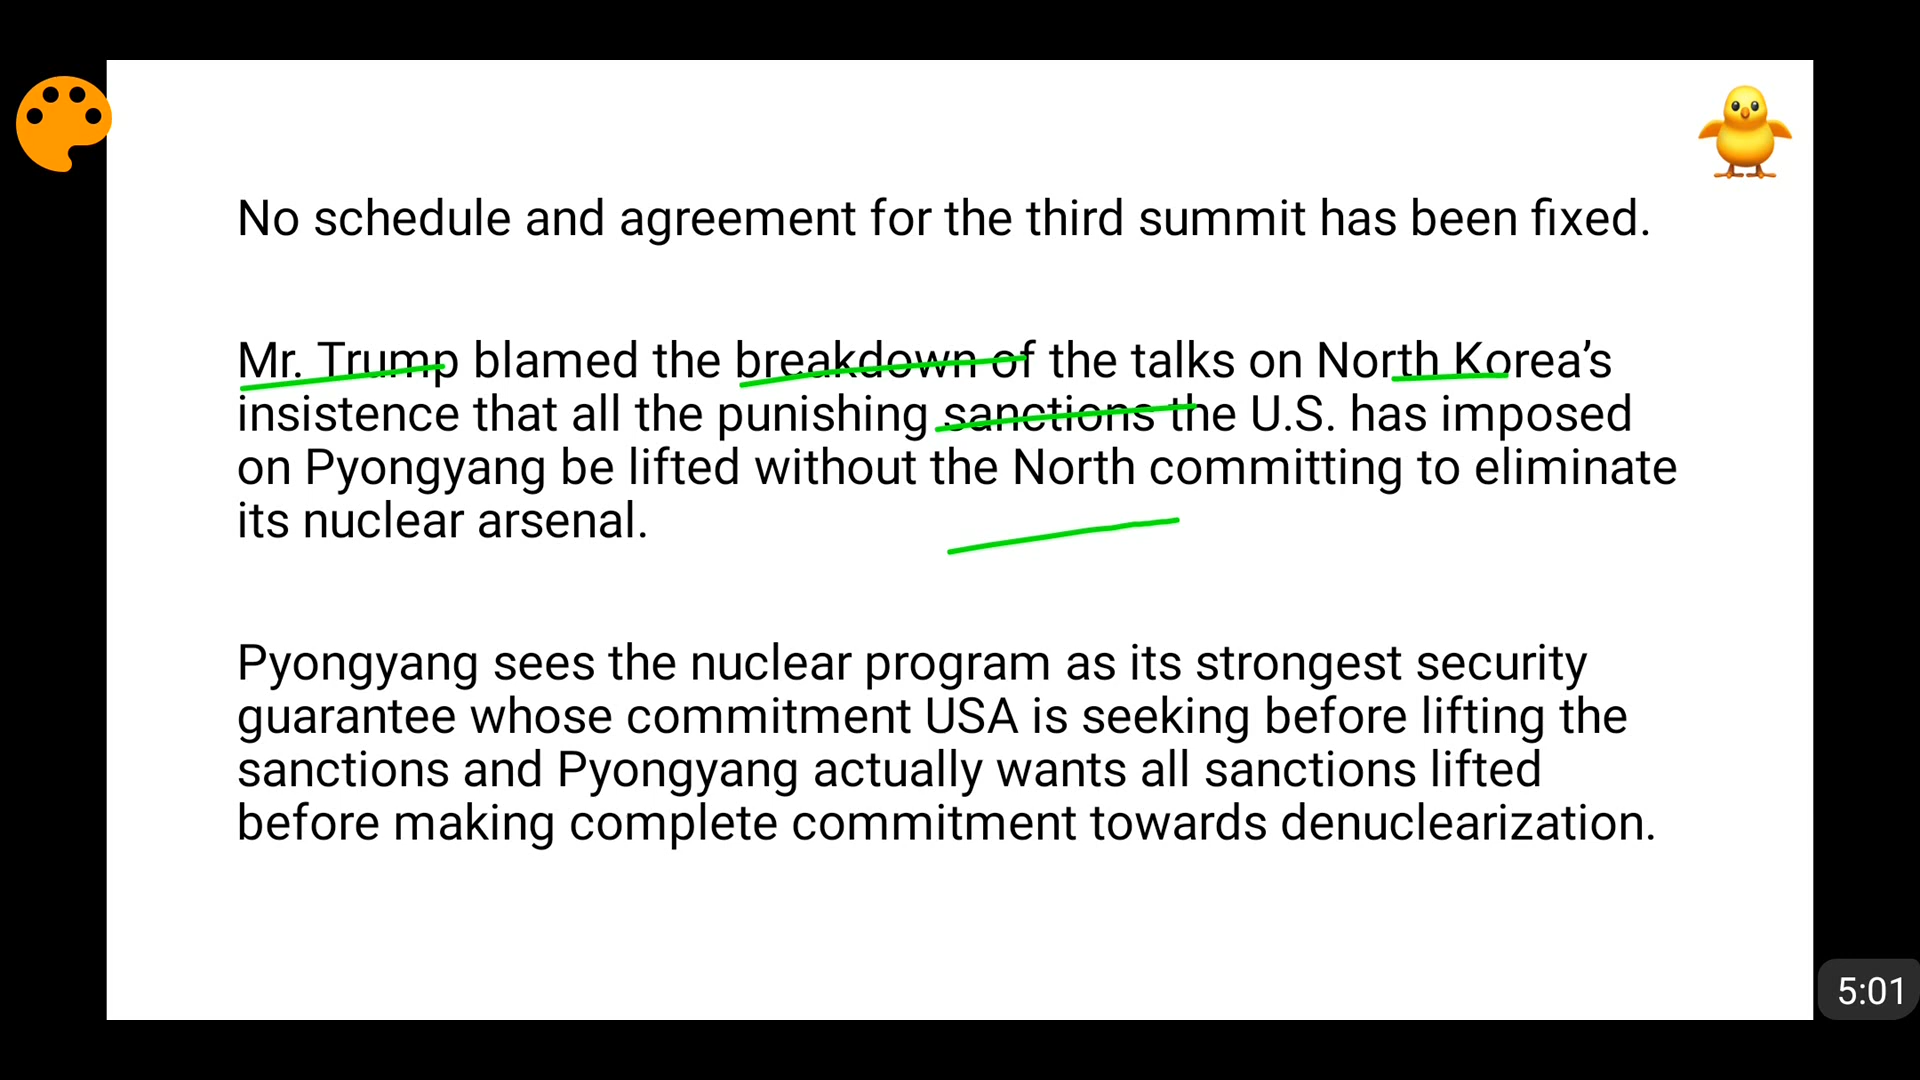 No schedule and agreement for the third summit has been fixed.
Mr. Trump blamed the breakdown of the talks on North Korea’s
insistence that all the punishing sanctions the U.S. has imposed
on Pyongyang be lifted without the North committing to eliminate
its nuclear arsenal.
Pyongyang sees the nuclear program as its strongest security
guarantee whose commitment USA is seeking before lifting the
sanctions and Pyongyang actually wants all sanctions lifted
before making complete commitment towards denuclearization.
5:01